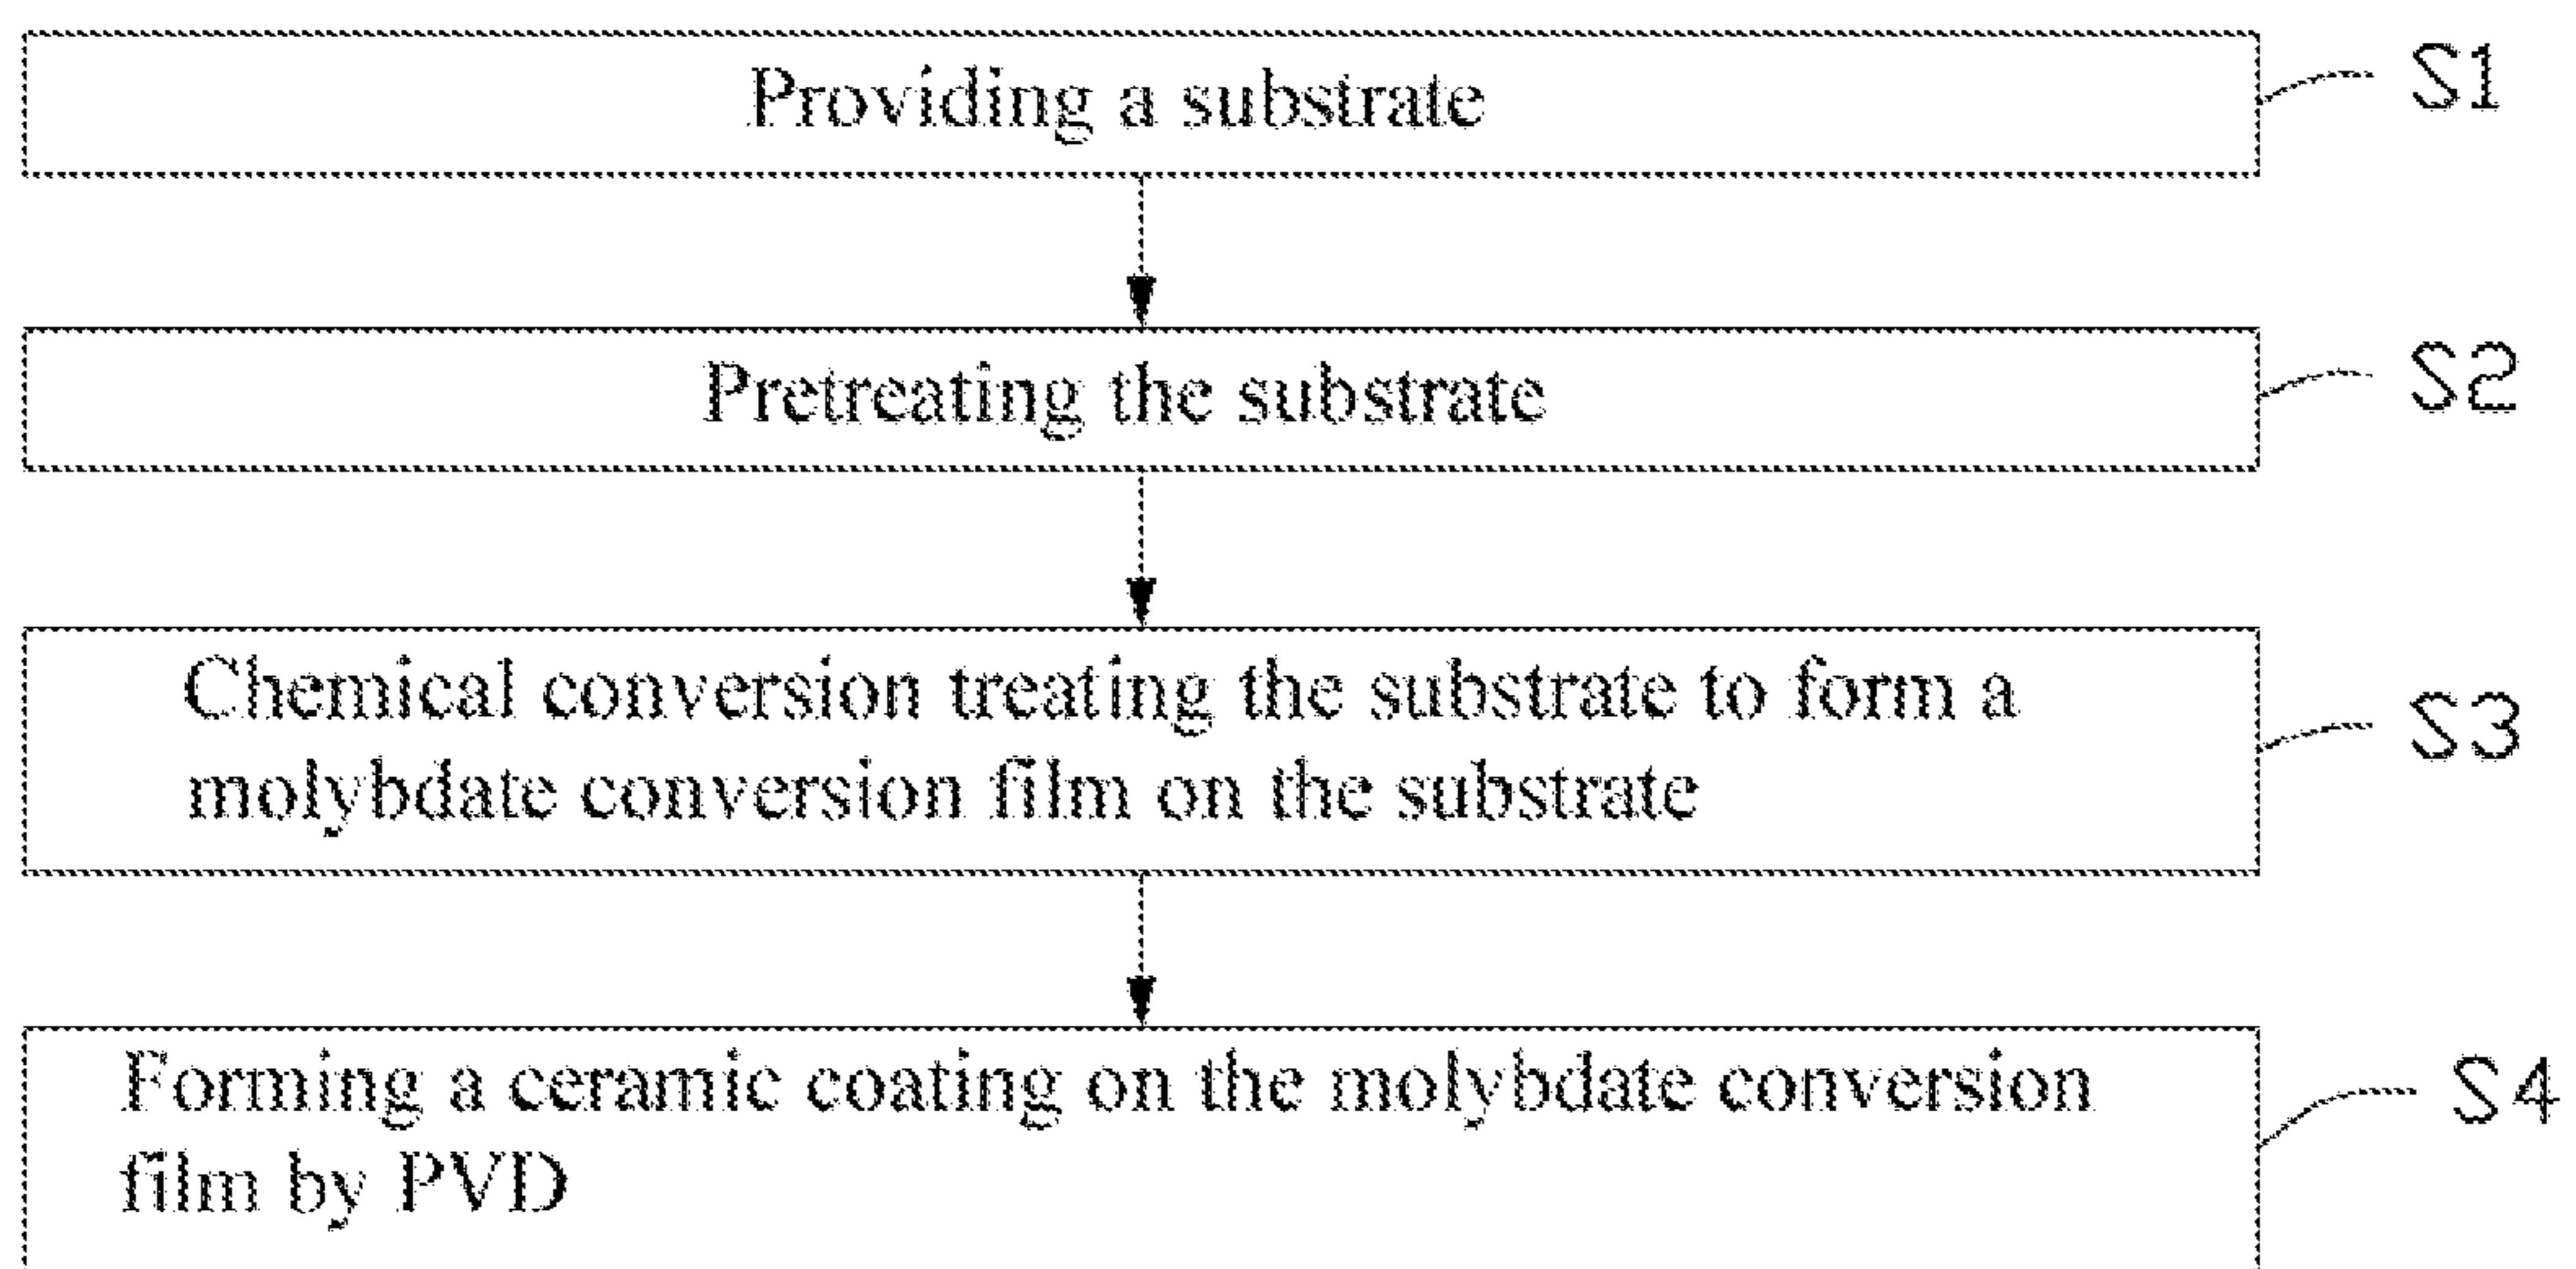 Providing a substrate S1
Pretreating the substrate S2
Chemical conversion treating the substrate to form a
molybdate conversion film on the substrate S3
Forming a ceramic coating on the molybdate conversion S4
film by PVD